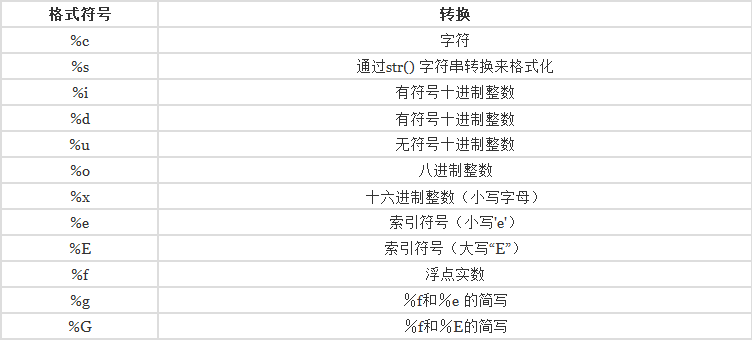 格式符号 转换
%c 字符
%s 通过str() 字符串转换来格式化
%i 有符号十进制整数
%d 有符号十进制整数
%u 无符号十进制整数
%o 八进制整数
%x 十六进制整数（小写字母）
%e 索引符号（小写'e'）
%E 索引符号（大写“E”）
%f 浮点实数
%g ％f和％e 的简写
%G ％f和％E的简写